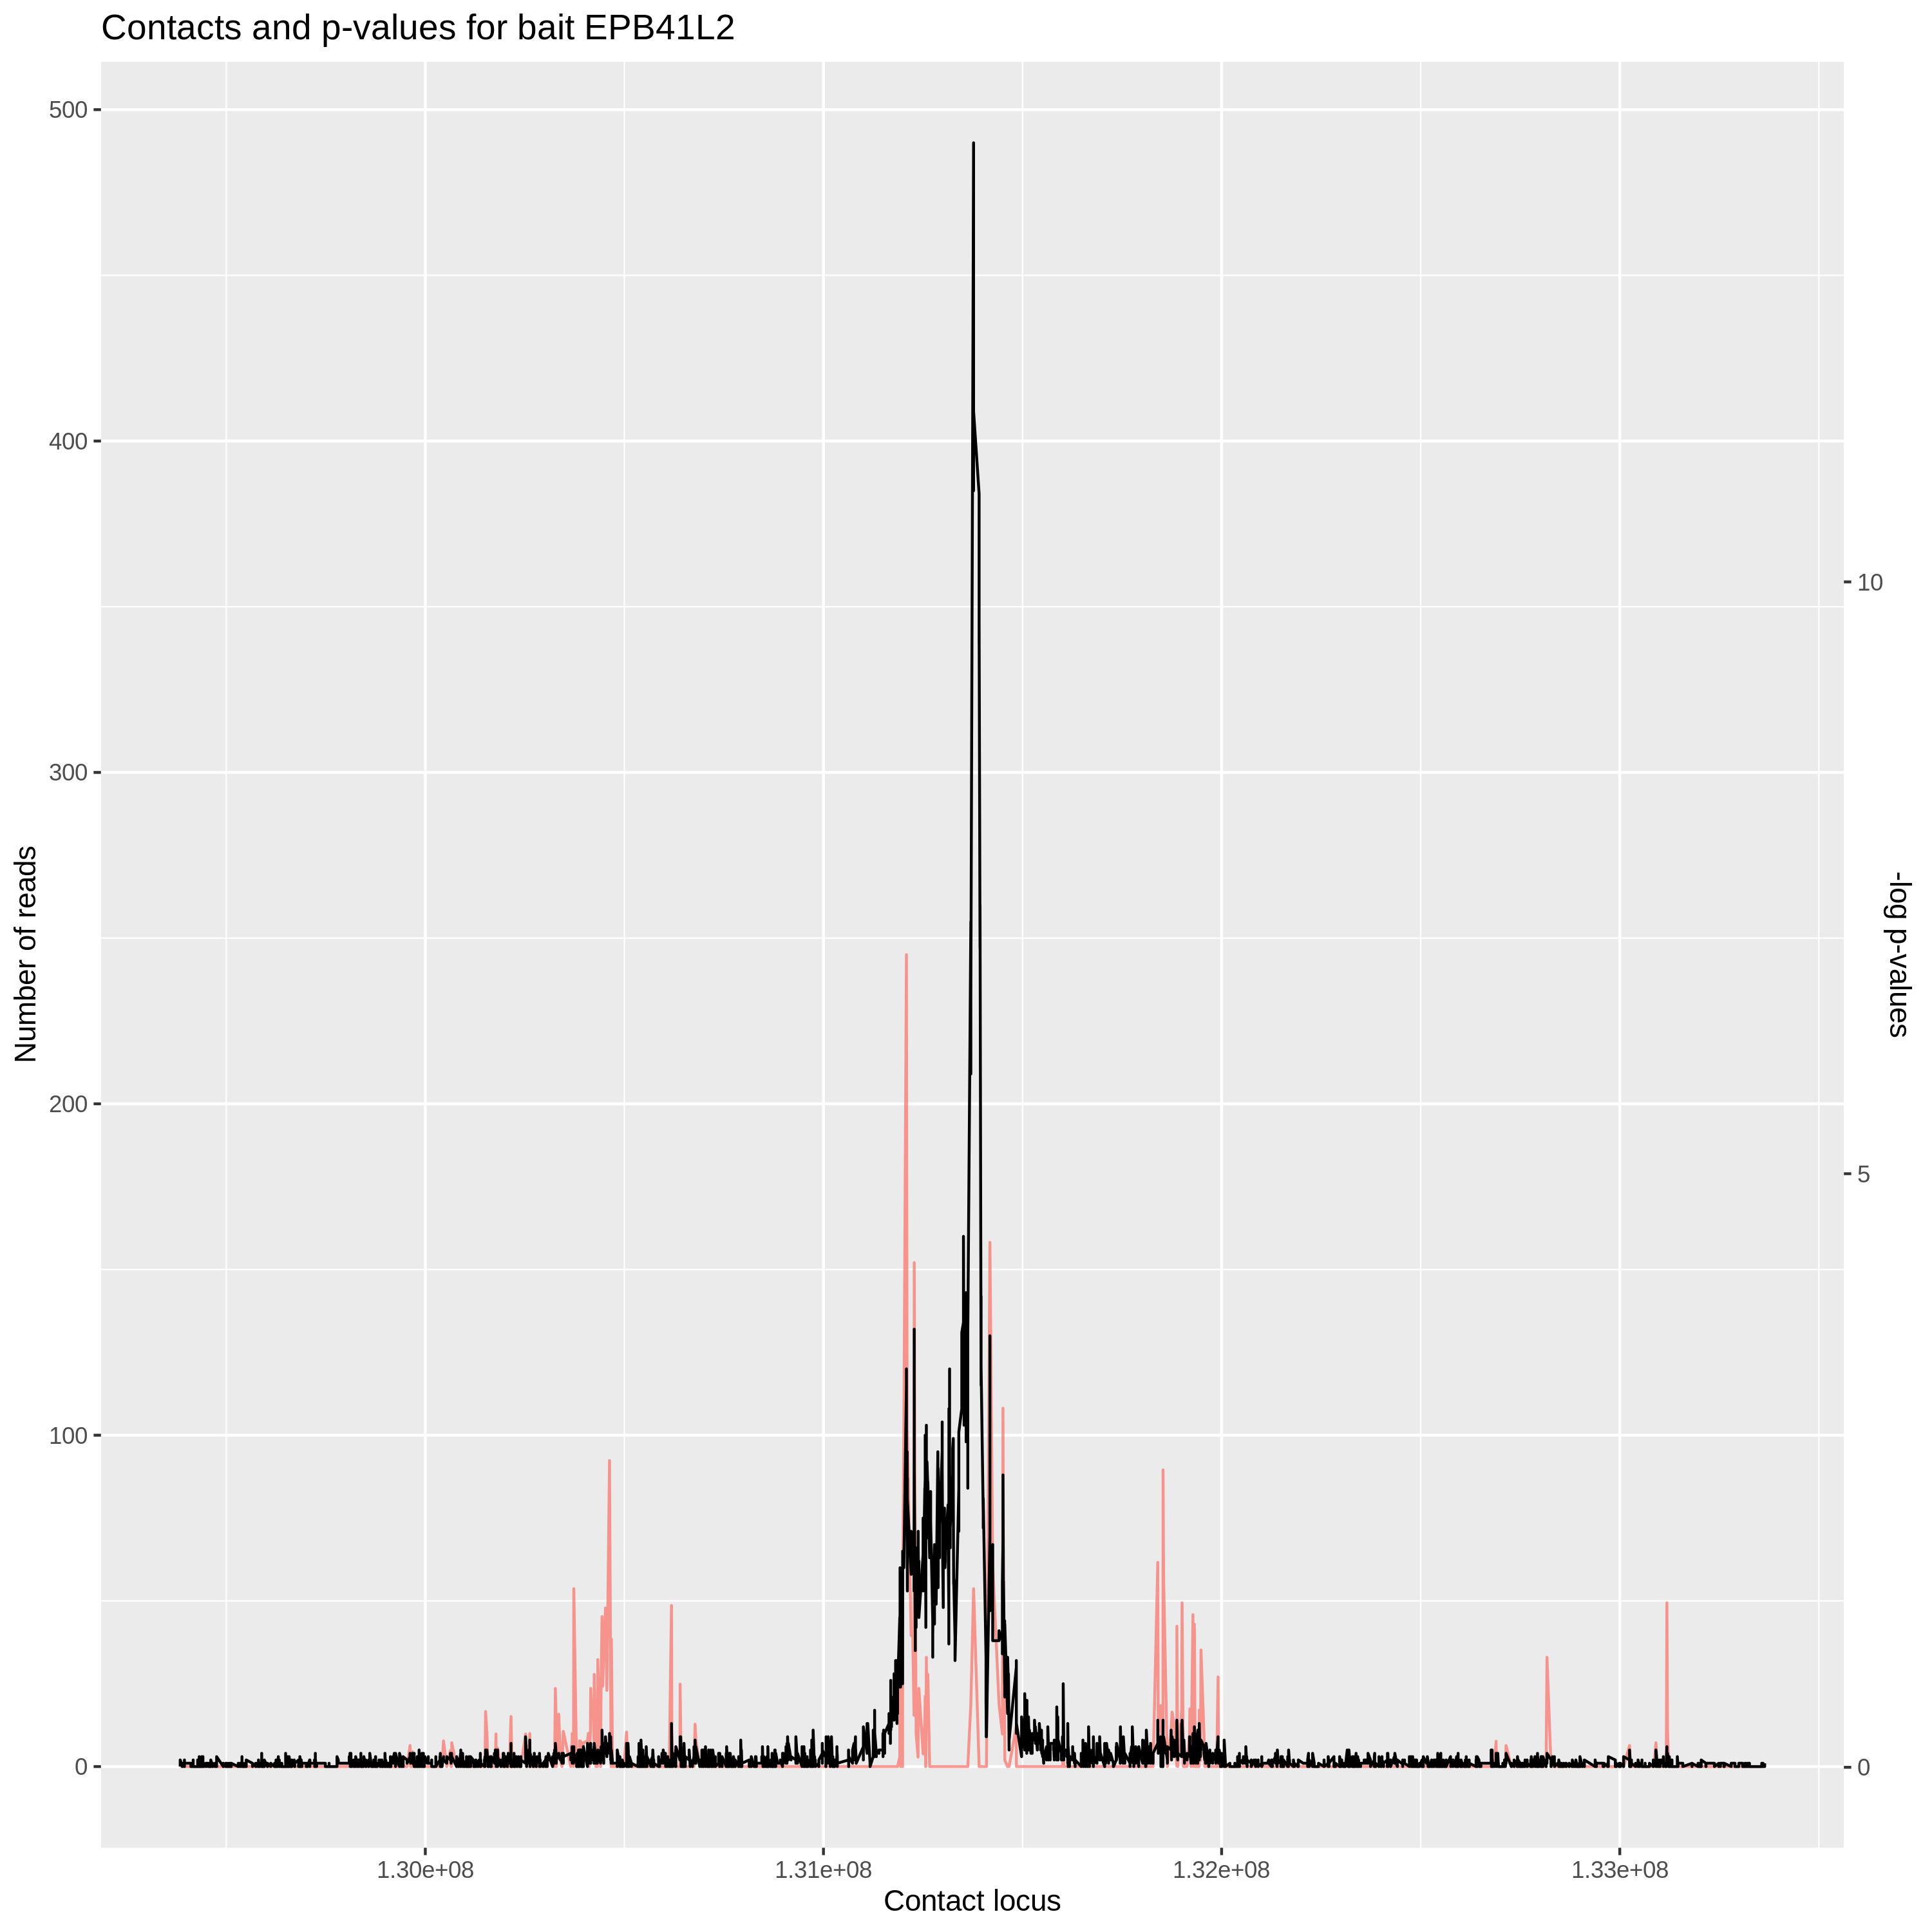 Contacts and p-values for bait EPB41L2
500
400
300
200
100
0
Number of reads
10
5
0
-log p-values
1.30e+08
1.31e+08
1.32e+08
1.33e+08
Contact locus